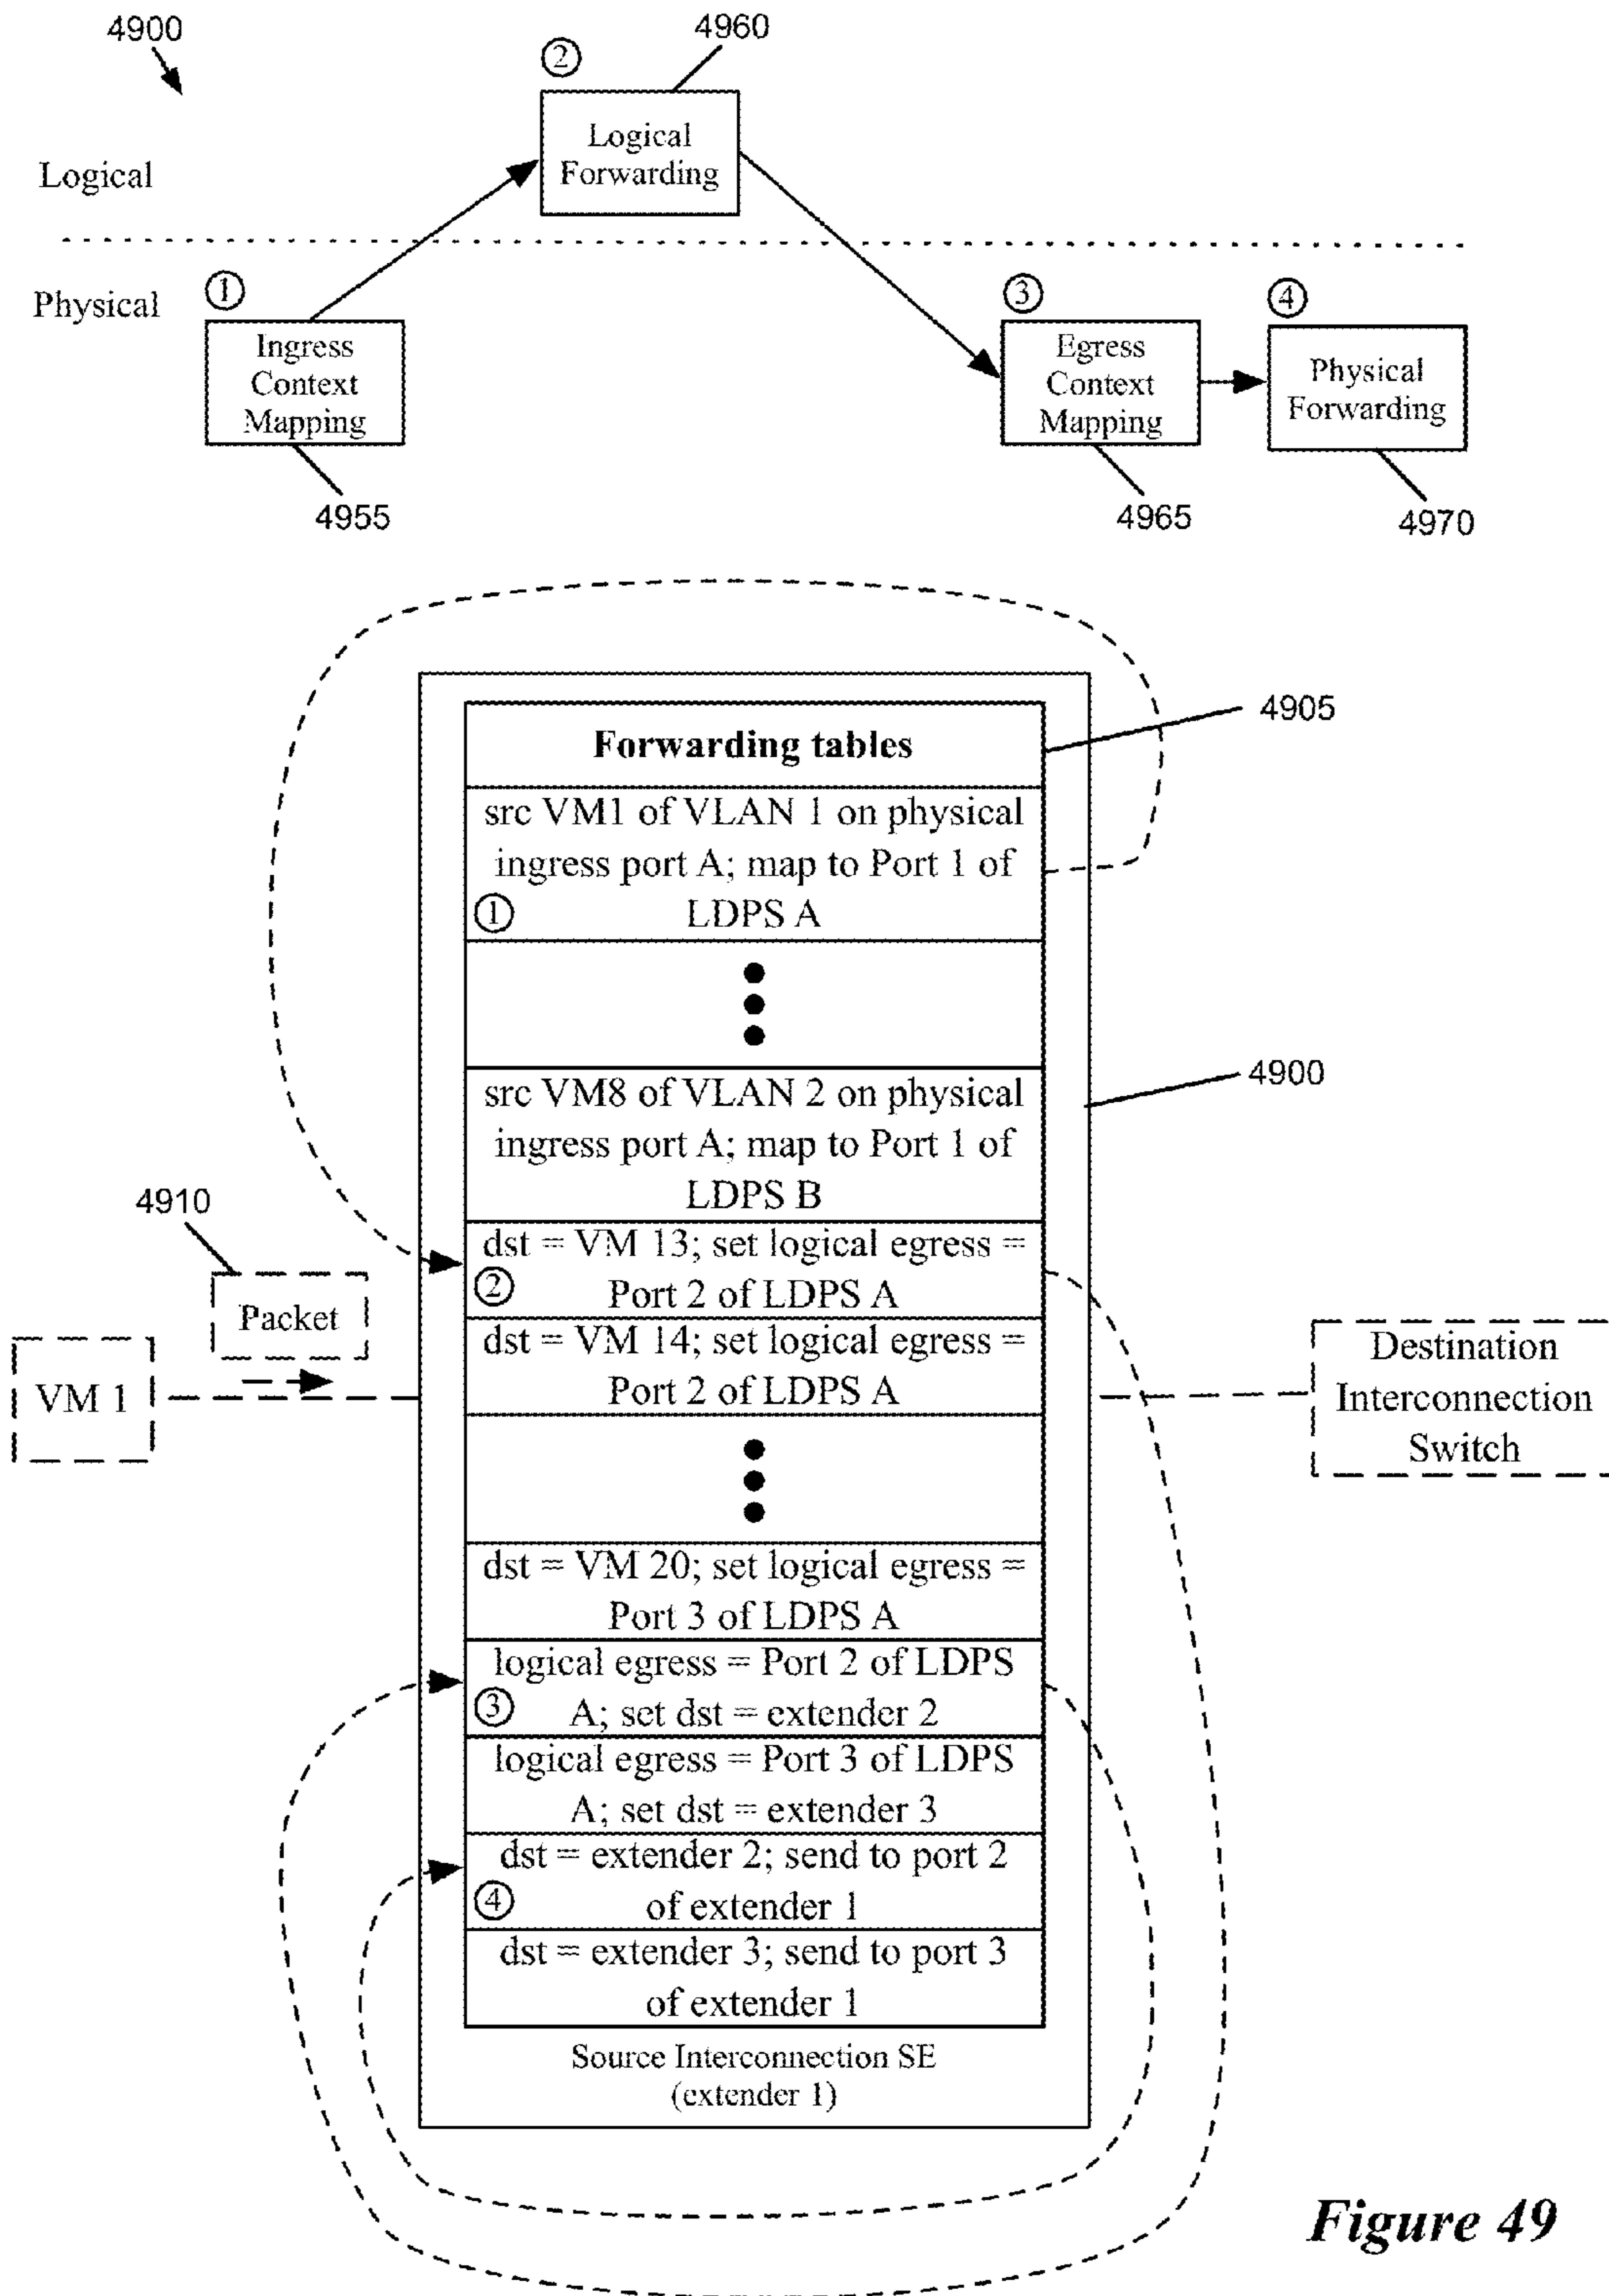 4900
4960
②
Logical
Forwarding
Logical
Physical
①
③
④
Ingress
Context
Mapping
Egress
Context
Mapping
Physical
Forwarding
4955
4965
4970
4905
Forwarding tables
src VM1 of VLAN 1 on physical
ingress port A; map to Port 1 of
① LDPS A
src VM8 of VLAN 2 on physical
ingress port A; map to Port 1 of
LDPS B
4900
4910
Packet
VM 1
dst = VM 13; set logical egress =
② Port 2 of LDPS A
dst = VM 14; set logical egress =
Port 2 of LDPS A
Destination
Interconnection
Switch
dst = VM 20; set logical egress =
Port 3 of LDPS A
logical egress = Port 2 of LDPS
③ A; set dst = extender 2
logical egress = Port 3 of LDPS
A; set dst = extender 3
dst = extender 2; send to port 2
④ of extender 1
dst = extender 3; send to port 3
of extender 1
Source Interconnection SE
(extender 1)
Figure 49